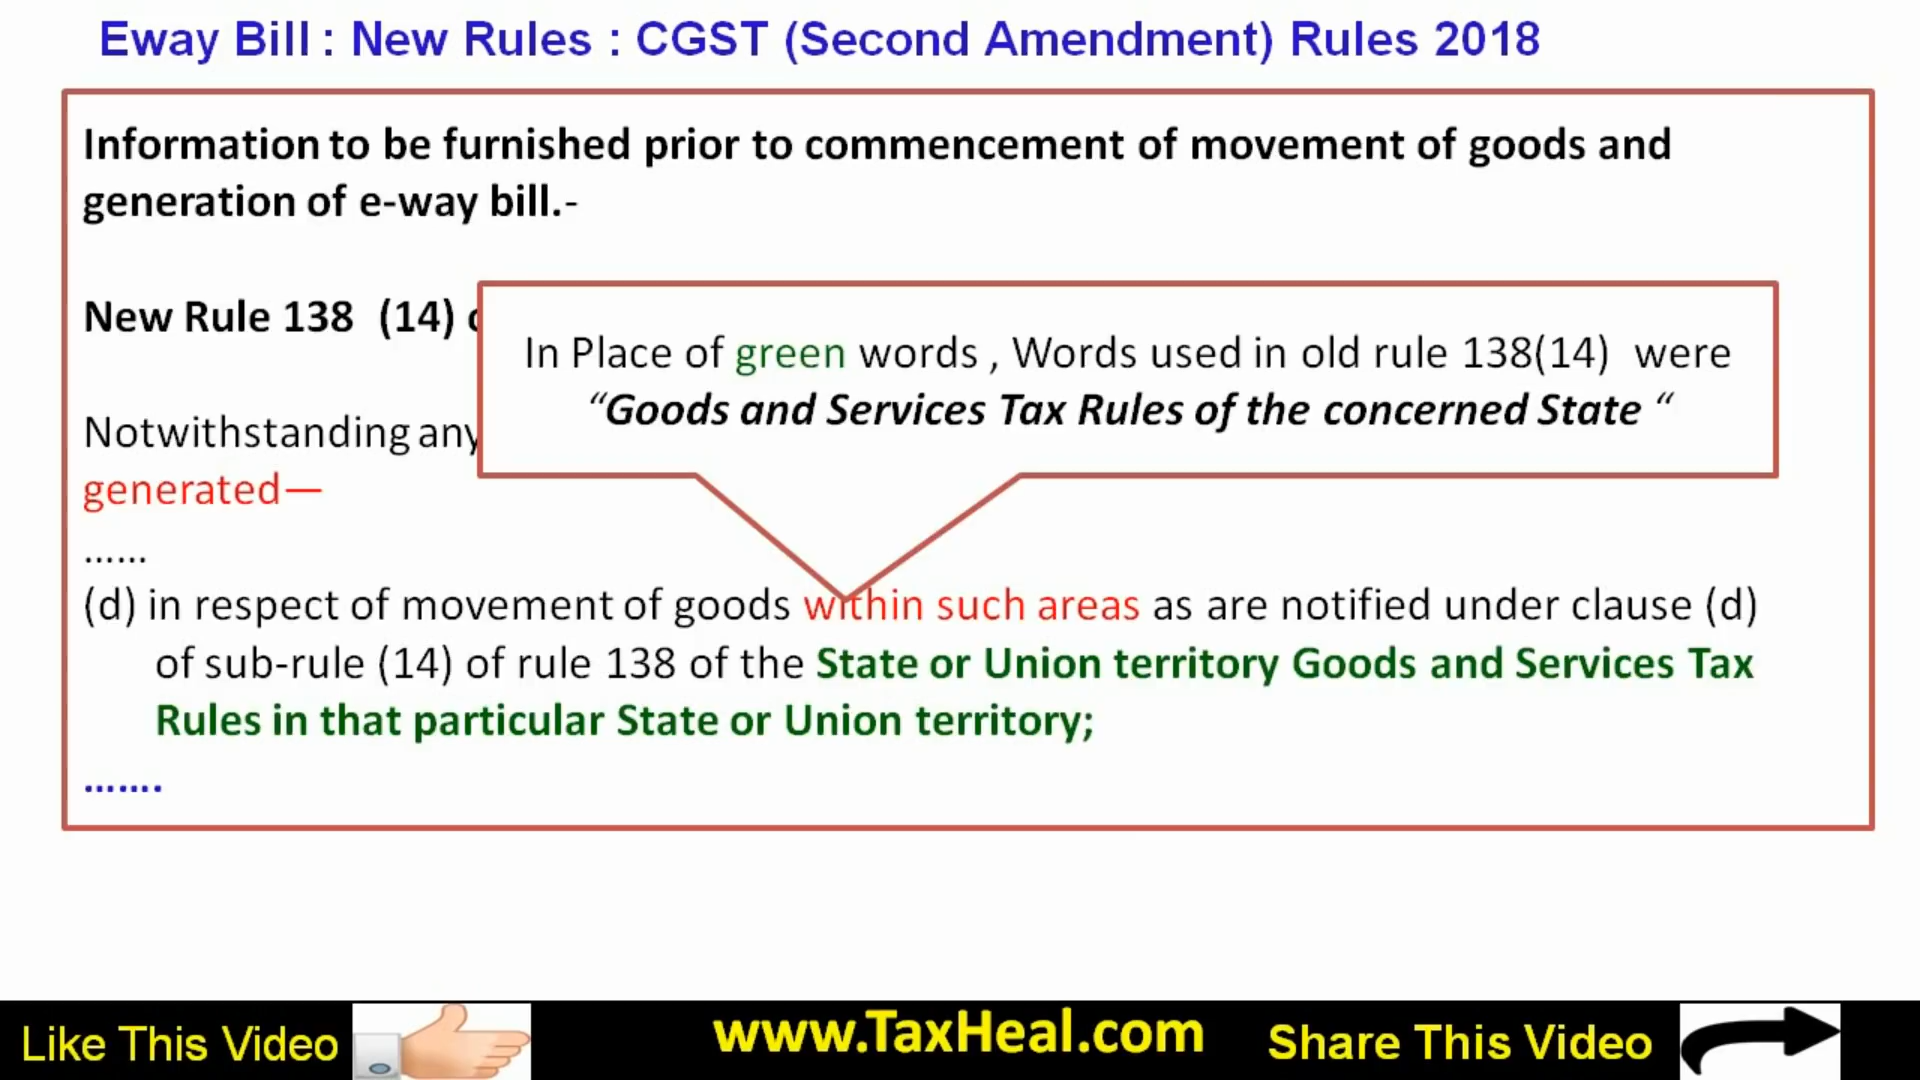 Eway Bill : New Rules : CGST (Second Amendment) Rules 2018
Information to be furnished prior to commencement of movement of goods and
generation of e-way bill.-
New Rule 138 (14)
In Place of green words , Words used in old rule 138(14) were
“Goods and Services Tax Rules of the concerned State “
Notwithstanding any
generated—
......
(d) in respect of movement of goods within such areas as are notified under clause (d)
of sub-rule (14) of rule 138 of the State or Union territory Goods and Services Tax
Rules in that particular State or Union territory;
.......
Like This Video
www.TaxHeal.com
Share This Video